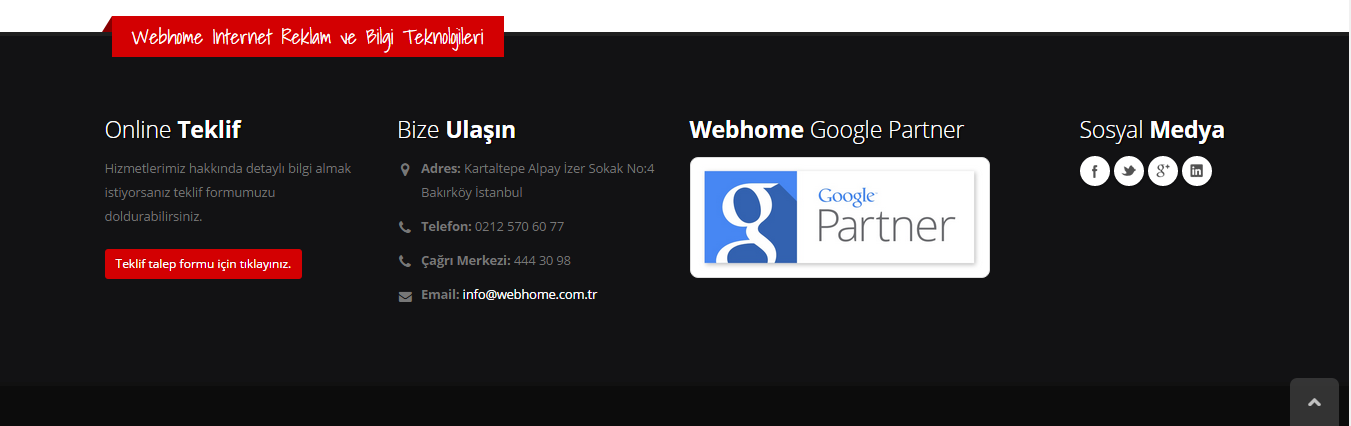 Webhome Internet Reklam ve Bilgi Teknolojileri
Online Teklif
Hizmetlerimiz hakkında detaylı bilgi almak
istiyorsanız teklif formumuzu
doldurabilirsiniz.
Teklif talep formu için tıklayınız.
Bize Ulaşın
Adres: Kartaltepe Alpay İzer Sokak No:4
Bakırköy İstanbul
Telefon: 0212 570 60 77
Çağrı Merkezi: 444 30 98
Email: info@webhome.com.tr
Webhome Google Partner
Google
Partner
Sosyal Medya